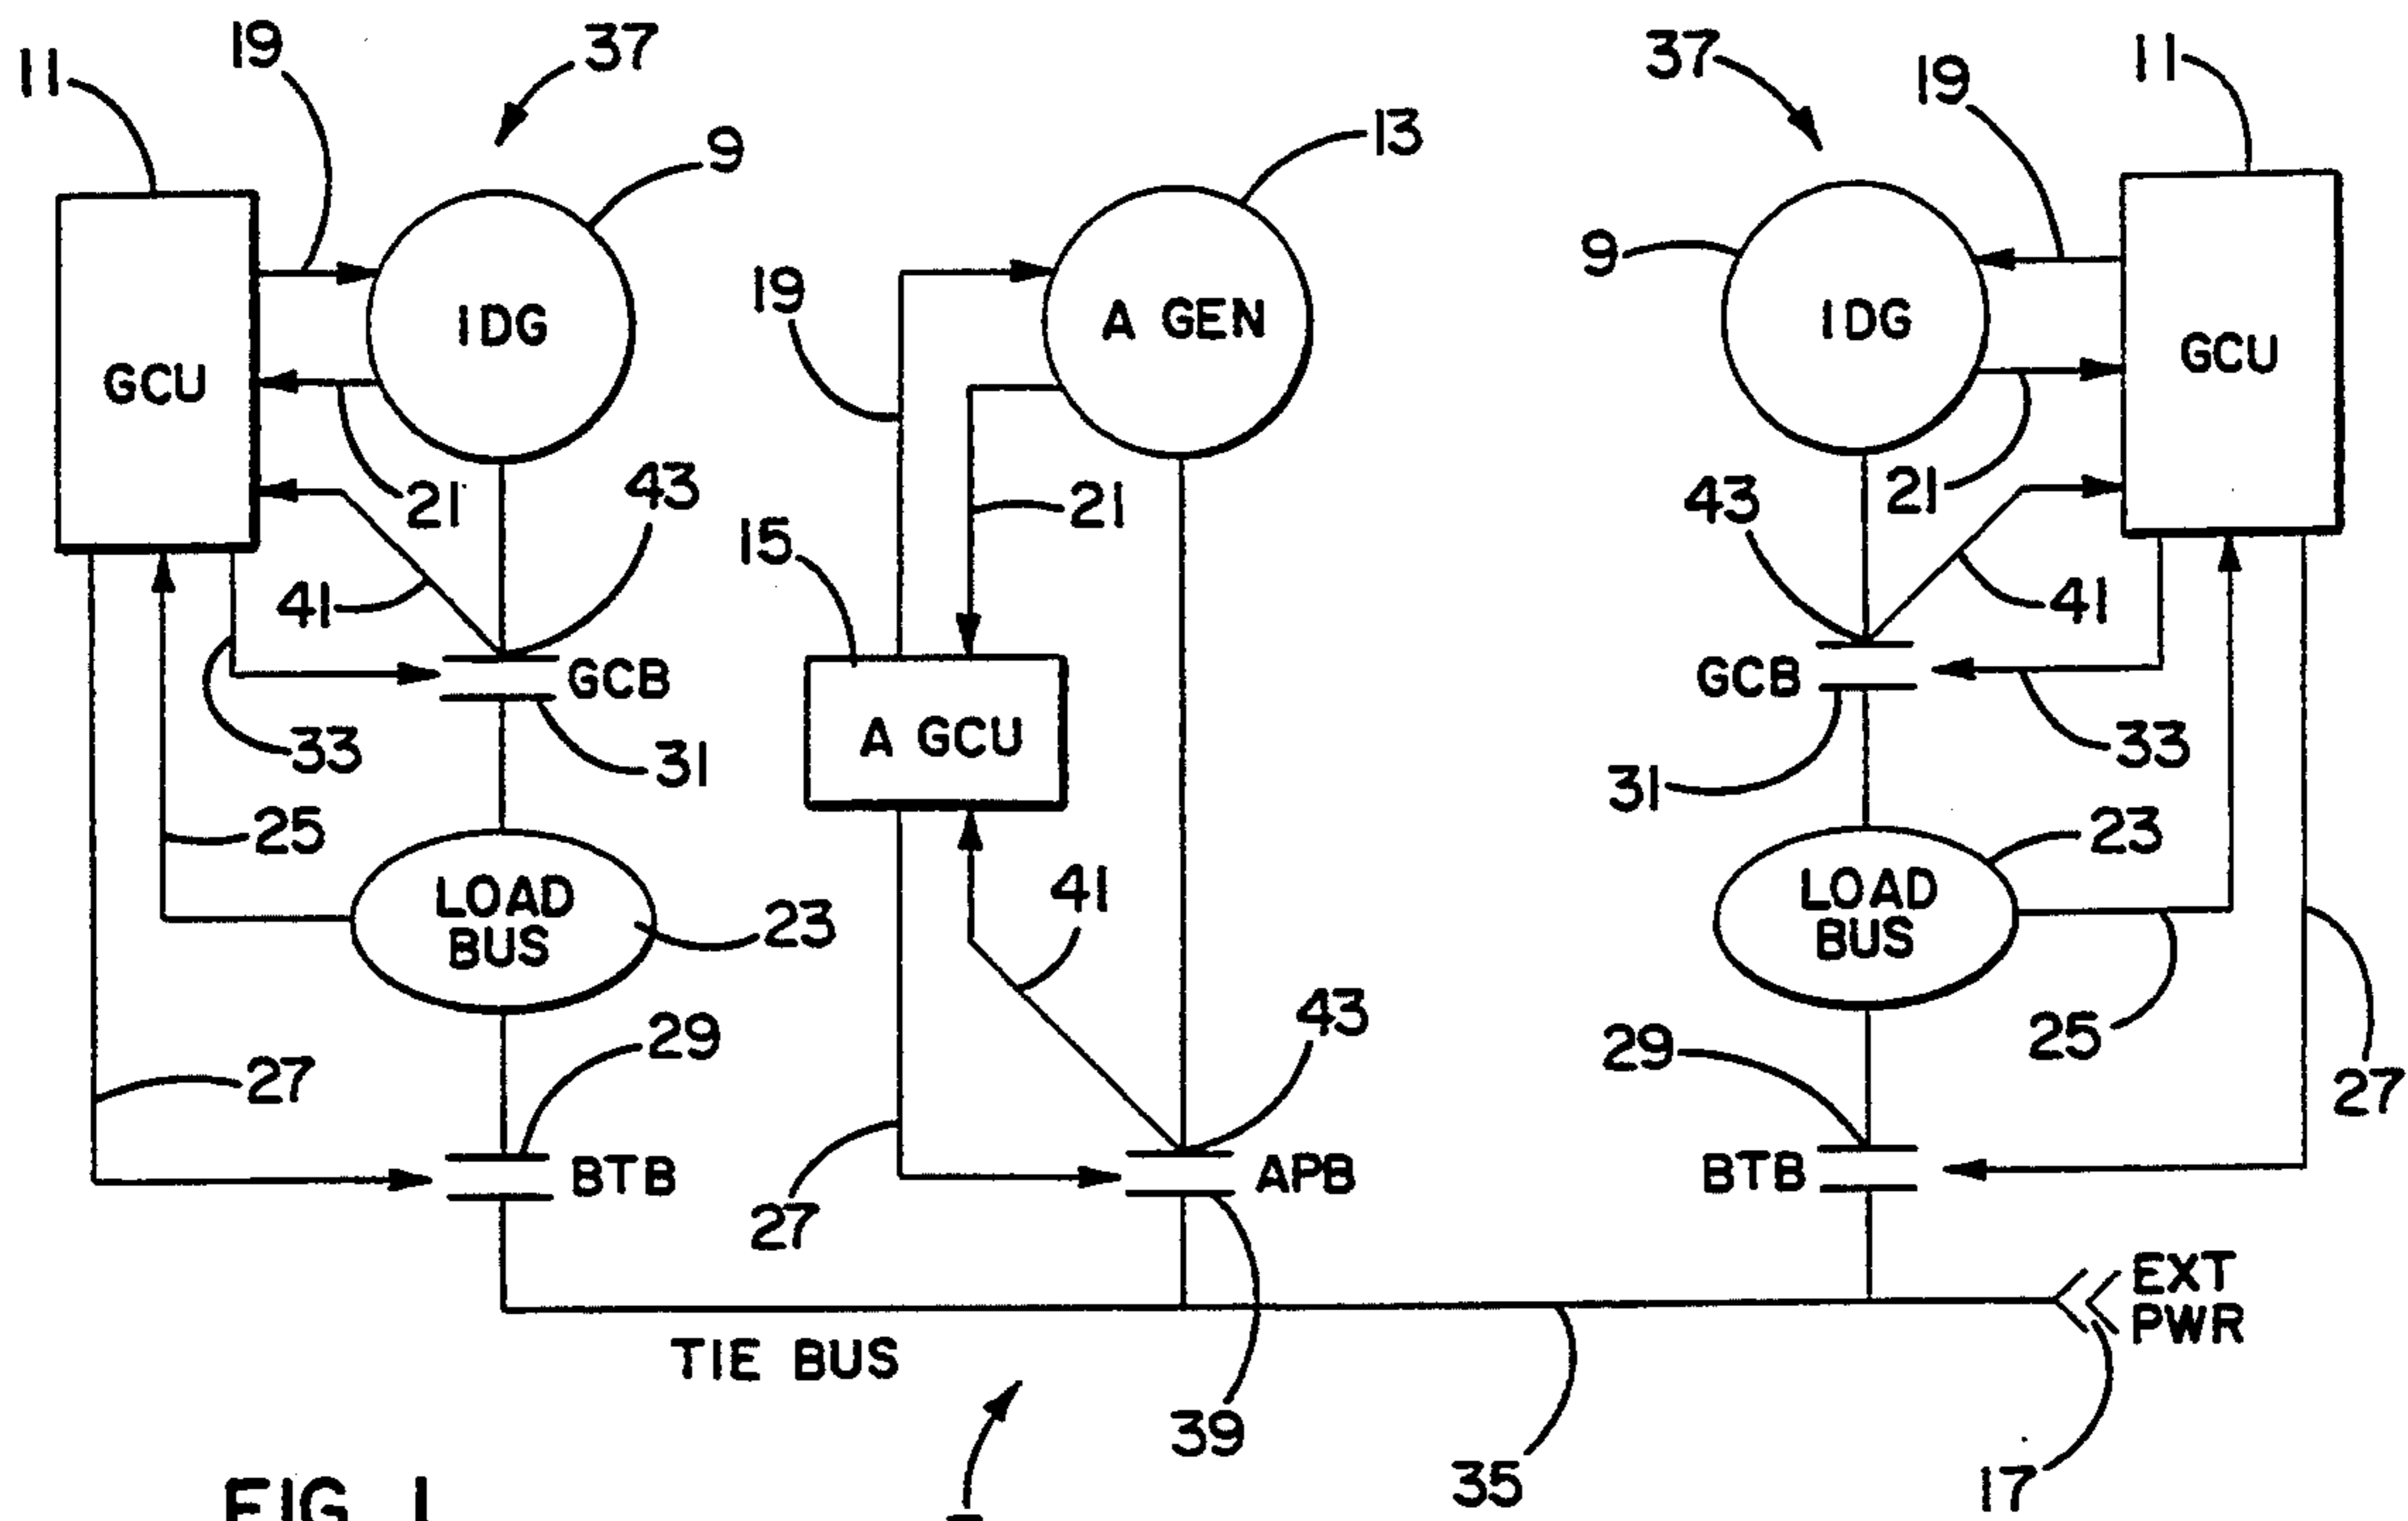 11
19
37
37
19
11
9
13
9
IDG
A GEN
IDG
GCU
GCU
19
21
43
21
15
43
21
41
41
GCB
GCB
33
31
A GCU
31
33
25
23
LOAD
BUS
23
41
LOAD
BUS
29
43
29
25
27
27
BTB
APB
BTB
27
EXT
PWR
TIE BUS
39
35
17
FIG. 1